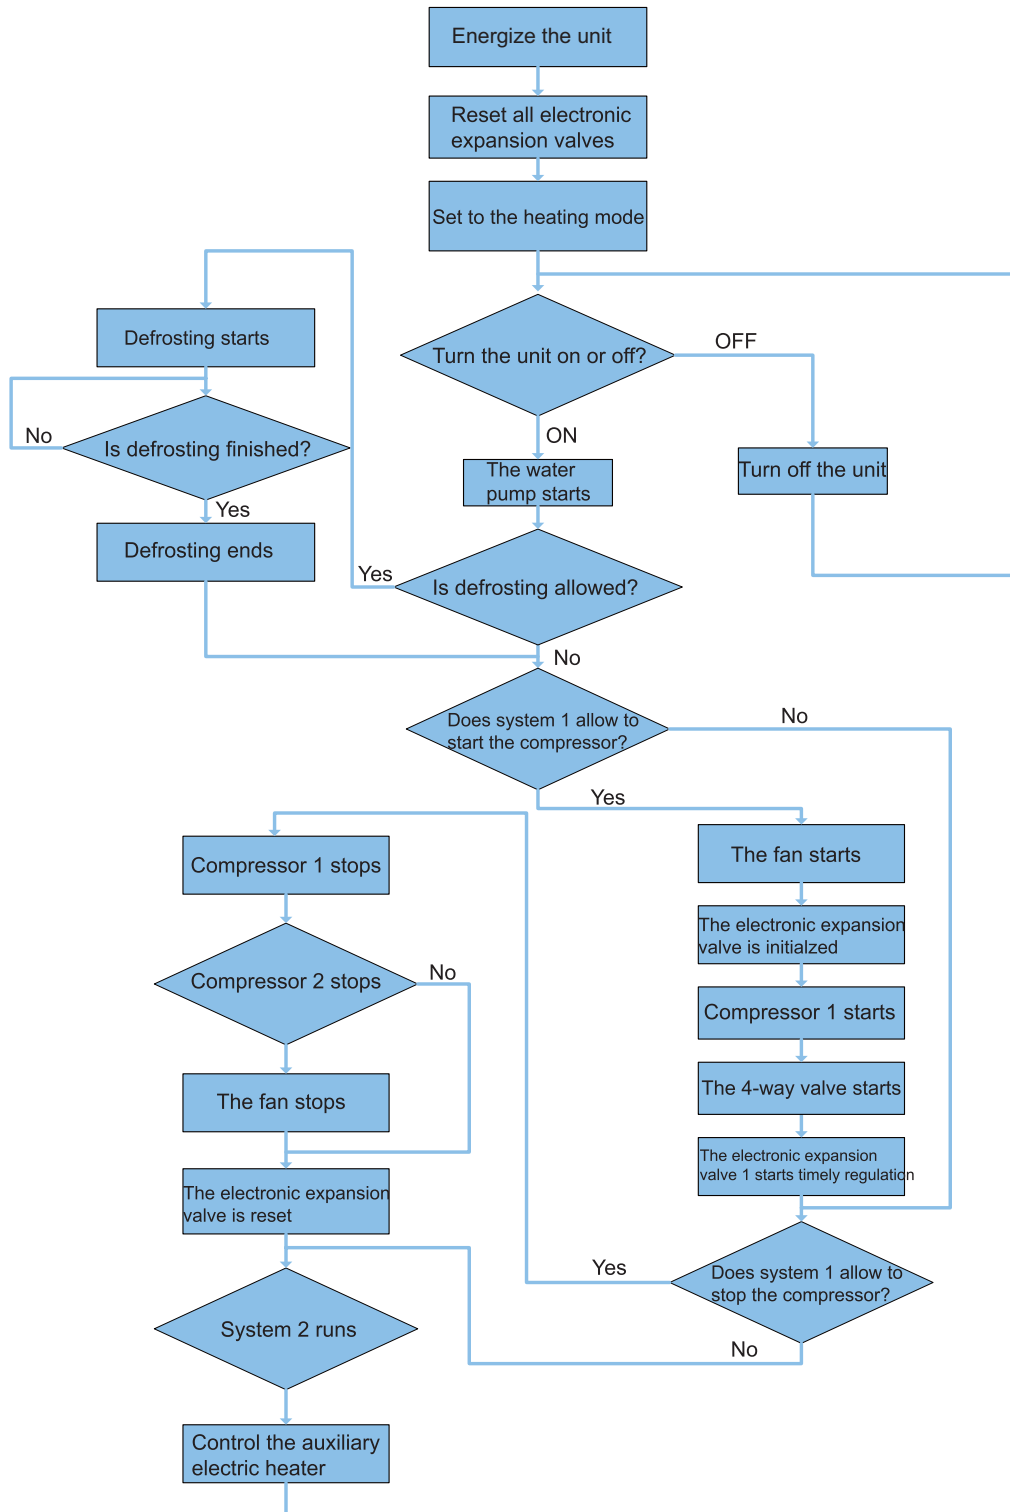 Energize the unit
Reset all electronic
expansion valves
Set to the heating mode
Defrosting starts
Turn the unit on or off?
OFF
No
Is defrosting finished?
ON
The water
pump starts
Turn off the unit
Yes
Defrosting ends
Yes
Is defrosting allowed?
No
Does system 1 allow to
start the compressor?
No
Yes
Compressor 1 stops
The fan starts
The electronic expansion
valve is initialzed
Compressor 2 stops
No
Compressor 1 starts
The fan stops
The 4-way valve starts
The electronic expansion
valve 1 starts timely regulation
The electronic expansion
valve is reset
Yes
Does system 1 allow to
stop the compressor?
System 2 runs
No
Control the auxiliary
electric heater